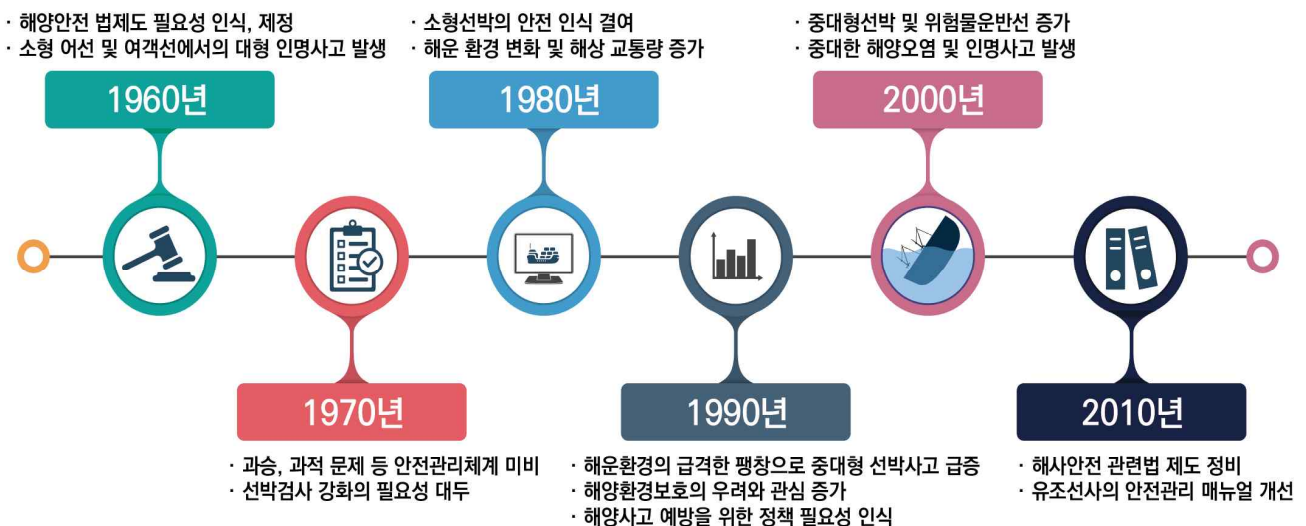 · 해양안전 법제도 필요성 인식, 제정
· 소형 어선 및 여객선에서의 대형 인명사고 발생
1960년
· 소형선박의 안전 인식 결여
· 해운 환경 변화 및 해상 교통량 증가
1980년
· 중대형선박 및 위험물운반선 증가
· 중대한 해양오염 및 인명사고 발생
2000년
1970년
· 과승, 과적 문제 등 안전관리체계 미비
· 선박검사 강화의 필요성 대두
1990년
· 해운환경의 급격한 팽창으로 중대형 선박사고 급증
· 해양환경보호의 우려와 관심 증가
· 해양사고 예방을 위한 정책 필요성 인식
2010년
· 해사안전 관련법 제도 정비
· 유조선사의 안전관리 매뉴얼 개선